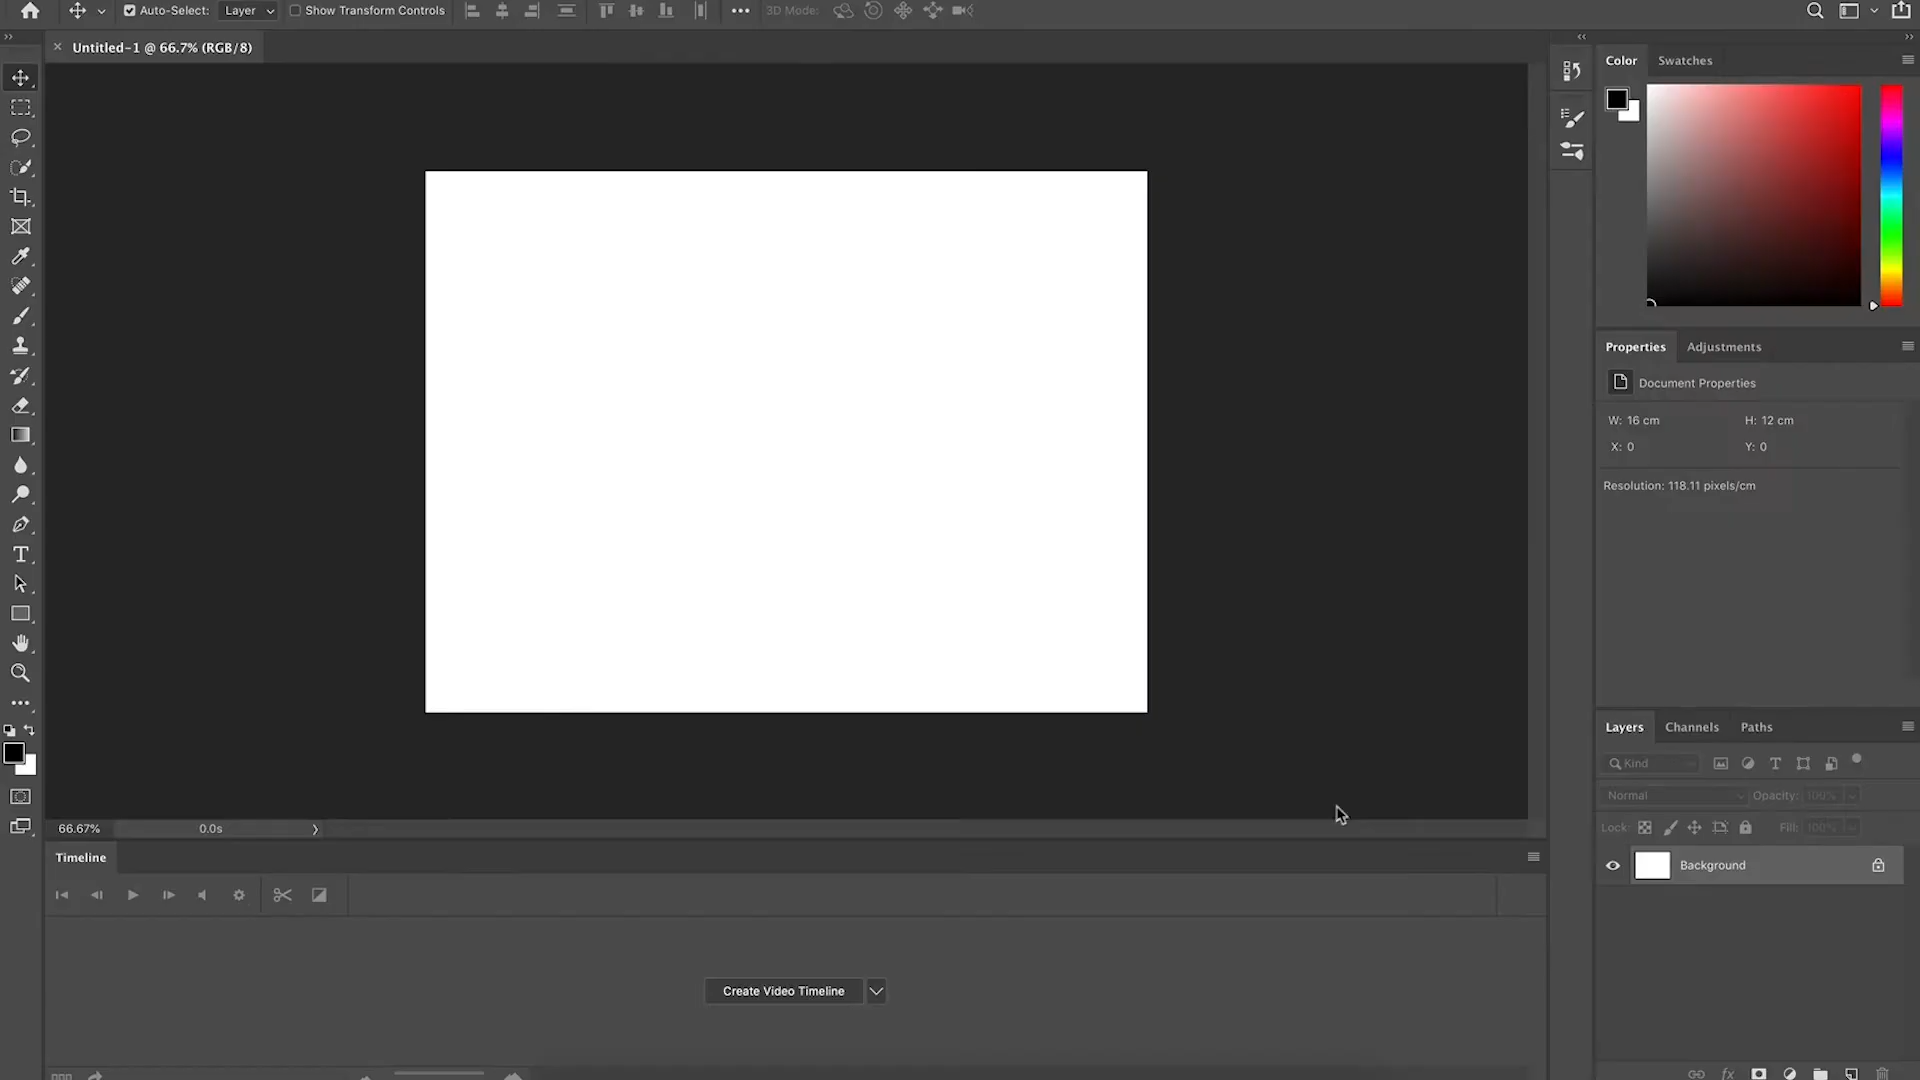 Auto-Select: Layer Show Transform Controls 3D Mode:
Untitled-1 @ 66.7% (RGB/8)
Color Swatches
Properties Adjustments
Document Properties
W: 16 cm H: 12 cm
X: 0 Y: 0
Resolution: 118.11 pixels/cm
Layers Channels Paths
Kind
Normal Opacity: 100%
Lock: Fill: 100%
Background
66.67% 0.0s
Timeline
Create Video Timeline